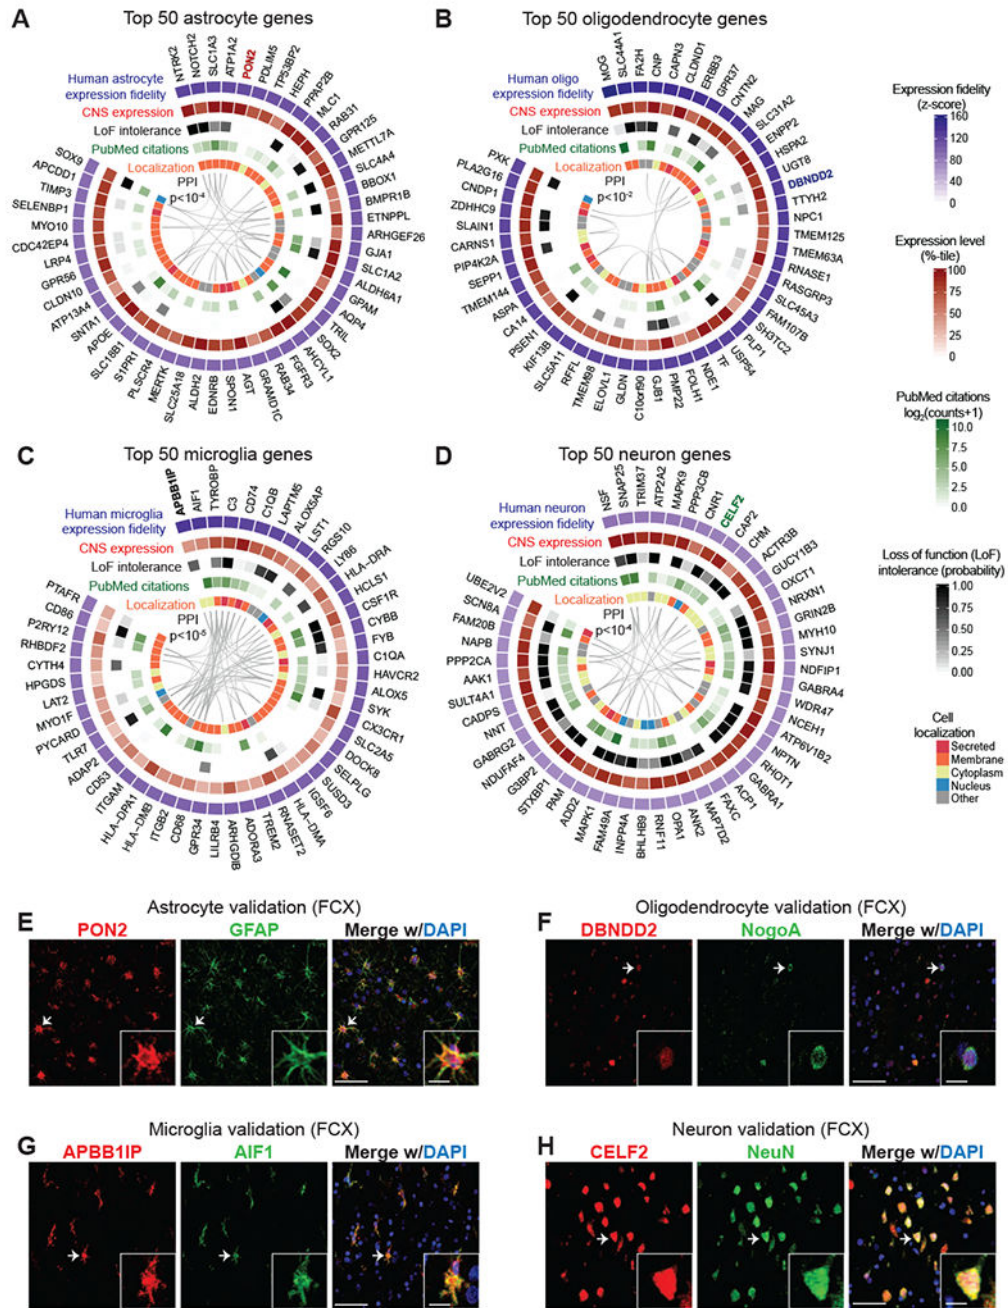 A
Top 50 astrocyte genes
NTRK2
NOTCH2
SLC1A3
ATP1A2
PON2
PDLIM5
TP53BP2
HEPH
PPAP2B
MLC1
RAB31
GPR125
METTL7A
SLC4A4
BBOX1
BMPR1B
ETNPPL
ARHGEF26
GJA1
SLC1A2
ALDH6A1
GPAM
AQP4
TRIL
SOX2
AHCYL1
FGFR3
RAB34
GRAMD1C
AGT
SPON1
EDNRB
ALDH2
SLC25A18
MERTK
PLSCR4
S1PR1
SLC18B1
APOE
SNTA1
ATP13A4
CLDN10
GPR56
LRP4
CDC42EP4
MYO10
SELENBP1
TIMP3
APCDD1
SOX9
Human astrocyte
expression fidelity
CNS expression
LoF intolerance
PubMed citations
Localization
PPI
p<10-4
B
Top 50 oligodendrocyte genes
MOG
SLC44A1
FA2H
CNP
CAPN3
CLDND1
ERBB3
GPR37
CNTN2
MAG
SLC31A2
ENPP2
HSPA2
UGT8
DBNDD2
TTYH2
NPC1
TMEM125
TMEM63A
RNASE1
RASGRP3
SLC45A3
FAM107B
SH3TC2
PLP1
USP54
TF
NDE1
FOLH1
PMP22
GJB1
C10orf90
GLDN
ELOVL1
TMEM98
RFFL
SLC5A11
KIF13B
PSEN1
CA14
ASPA
TMEM144
SEPP1
PIP4K2A
CARNS1
SLAIN1
ZDHHC9
CNDP1
PLA2G16
PXK
Human oligo
expression fidelity
CNS expression
LoF intolerance
PubMed citations
Localization
PPI
p<10-2
Expression fidelity
(z-score)
160
120
80
40
0
Expression level
(%-tile)
100
75
50
25
0
PubMed citations
log2(counts+1)
10.0
7.5
5.0
2.5
0.0
Loss of function (LoF)
intolerance (probability)
1.00
0.75
0.50
0.25
0.00
Cell
localization
Secreted
Membrane
Cytoplasm
Nucleus
Other
C
Top 50 microglia genes
APBB1IP
AIF1
TYROBP
C3
CD74
C1QB
LAPTM5
ALOX5AP
LST1
RGS10
LY86
HLA-DRA
HCLS1
CSF1R
CYBB
FYB
C1QA
HAVCR2
ALOX5
SYK
CX3CR1
SLC2A5
DOCK8
SELPLG
SUSD3
IGSF6
HLA-DMA
RNASET2
TREM2
ADORA3
ARHGDIB
LILRB4
GPR34
CD68
ITGB2
HLA-DMB
HLA-DPA1
ITGAM
CD53
ADAP2
TLR7
PYCARD
MYO1F
LAT2
HPGDS
CYTH4
RHBDF2
P2RY12
CD86
PTAFR
Human microglia
expression fidelity
CNS expression
LoF intolerance
PubMed citations
Localization
PPI
p<10-5
D
Top 50 neuron genes
NSF
SNAP25
TRIM37
ATP2A2
MAPK9
PPP3CB
CNR1
CELF2
CAP2
CHM
ACTR3B
GUCY1B3
OXCT1
NRXN1
GRIN2B
MYH10
SYNJ1
NDFIP1
GABRA4
WDR47
NCEH1
ATP6V1B2
NPTN
RHOT1
GABRA1
ACP1
FAXC
MAP7D2
ANK2
OPA1
RNF11
BHLHB9
INPP4A
FAM49A
MAPK1
ADD2
PAM
STXBP1
G3BP2
NDUFAF4
GABRG2
NNT
CADPS
SULT4A1
AAK1
PPP2CA
NAPB
FAM20B
SCN8A
UBE2V2
Human neuron
expression fidelity
CNS expression
LoF intolerance
PubMed citations
Localization
PPI
p<10-4
E
Astrocyte validation (FCX)
PON2
GFAP
Merge w/DAPI
F
Oligodendrocyte validation (FCX)
DBNDD2
NogoA
Merge w/DAPI
G
Microglia validation (FCX)
APBB1IP
AIF1
Merge w/DAPI
H
Neuron validation (FCX)
CELF2
NeuN
Merge w/DAPI